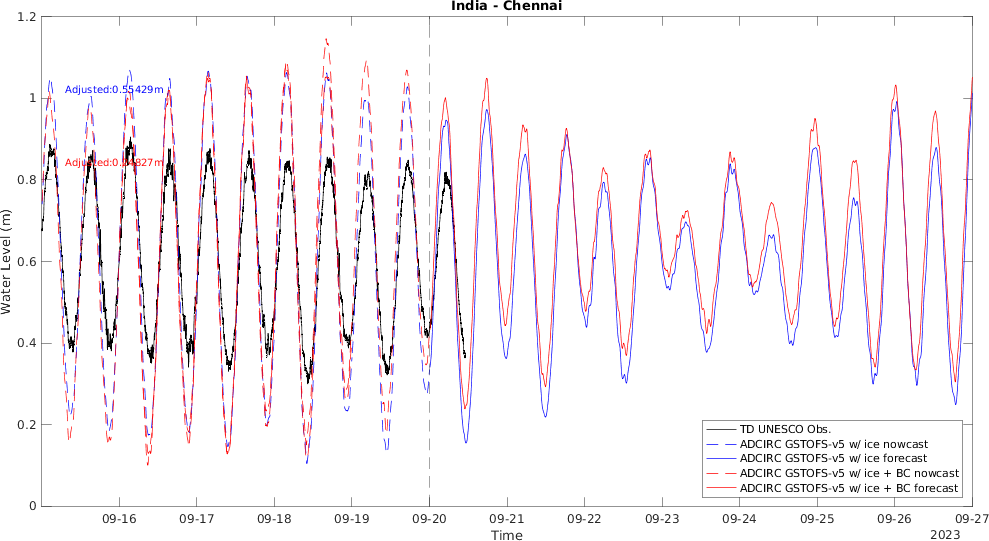 India - Chennai
1.2
1
0.8
0.6
0.4
0.2
0
Water Level (m)
Adjusted:0.55429m
09-16
09-17
09-18
09-19
09-20
09-21
09-22
09-23
09-24
09-25
09-26
09-27
Time
2023
TD UNESCO Obs.
ADCIRC GSTOFS-v5 w/ ice nowcast
ADCIRC GSTOFS-v5 w/ ice forecast
ADCIRC GSTOFS-v5 w/ ice + BC nowcast
ADCIRC GSTOFS-v5 w/ ice + BC forecast